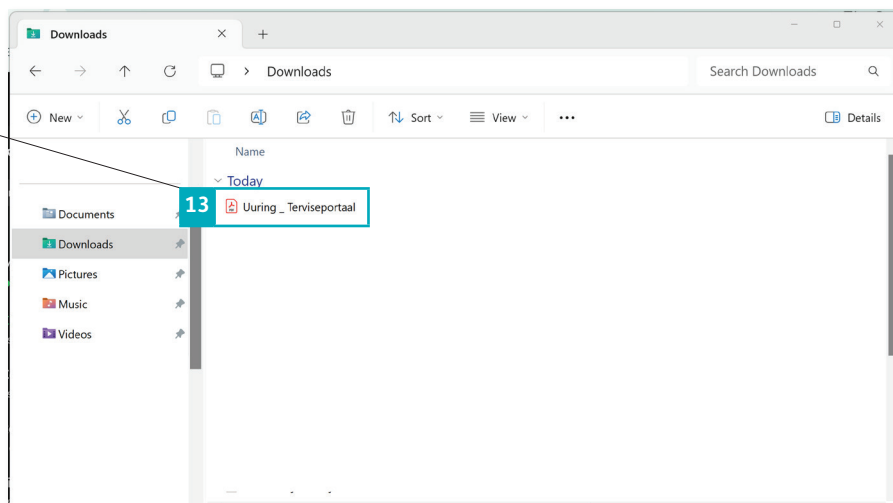 Downloads
Downloads
Search Downloads
New
Sort
View
Details
Name
Today
13
Uuring _ Terviseportaal
Documents
Downloads
Pictures
Music
Videos